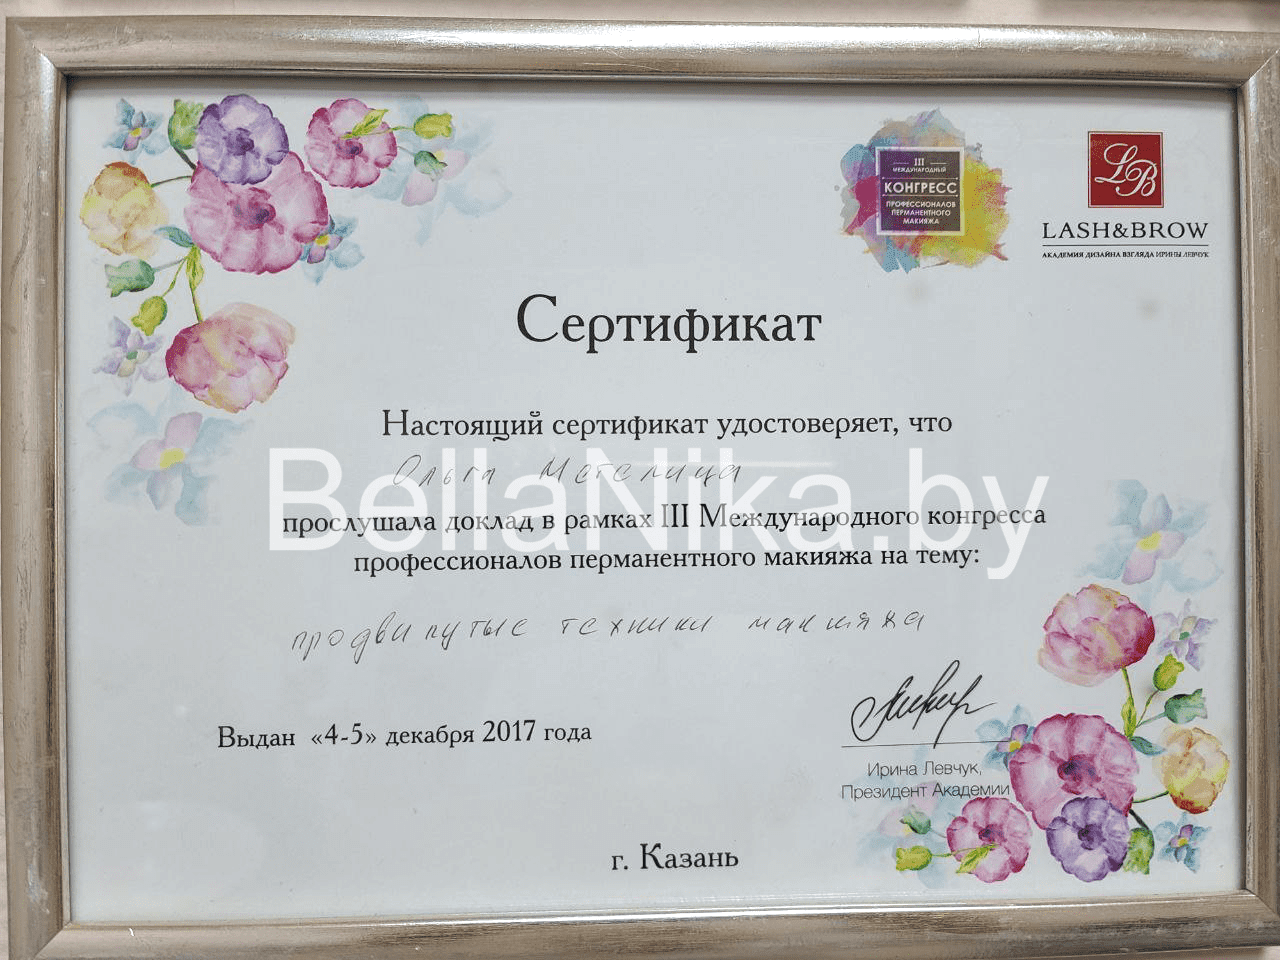 III
МЕЖДУНАРОДНЫЙ
КОНГРЕСС
ПРОФЕССИОНАЛОВ
ПЕРМАНЕНТНОГО
МАКИЯЖА
LB
LASH&BROW
АКАДЕМИЯ ДИЗАЙНА ВЗГЛЯДА ИРИНЫ ЛЕВЧУК
Сертификат
Настоящий сертификат удостоверяет, что
Ольга Метелица
BellaNika.by
прослушала доклад в рамках III Международного конгресса
профессионалов перманентного макияжа на тему:
продвинутые техники макияжа
Выдан «4-5» декабря 2017 года
Ирина Левчук,
Президент Академии
г. Казань